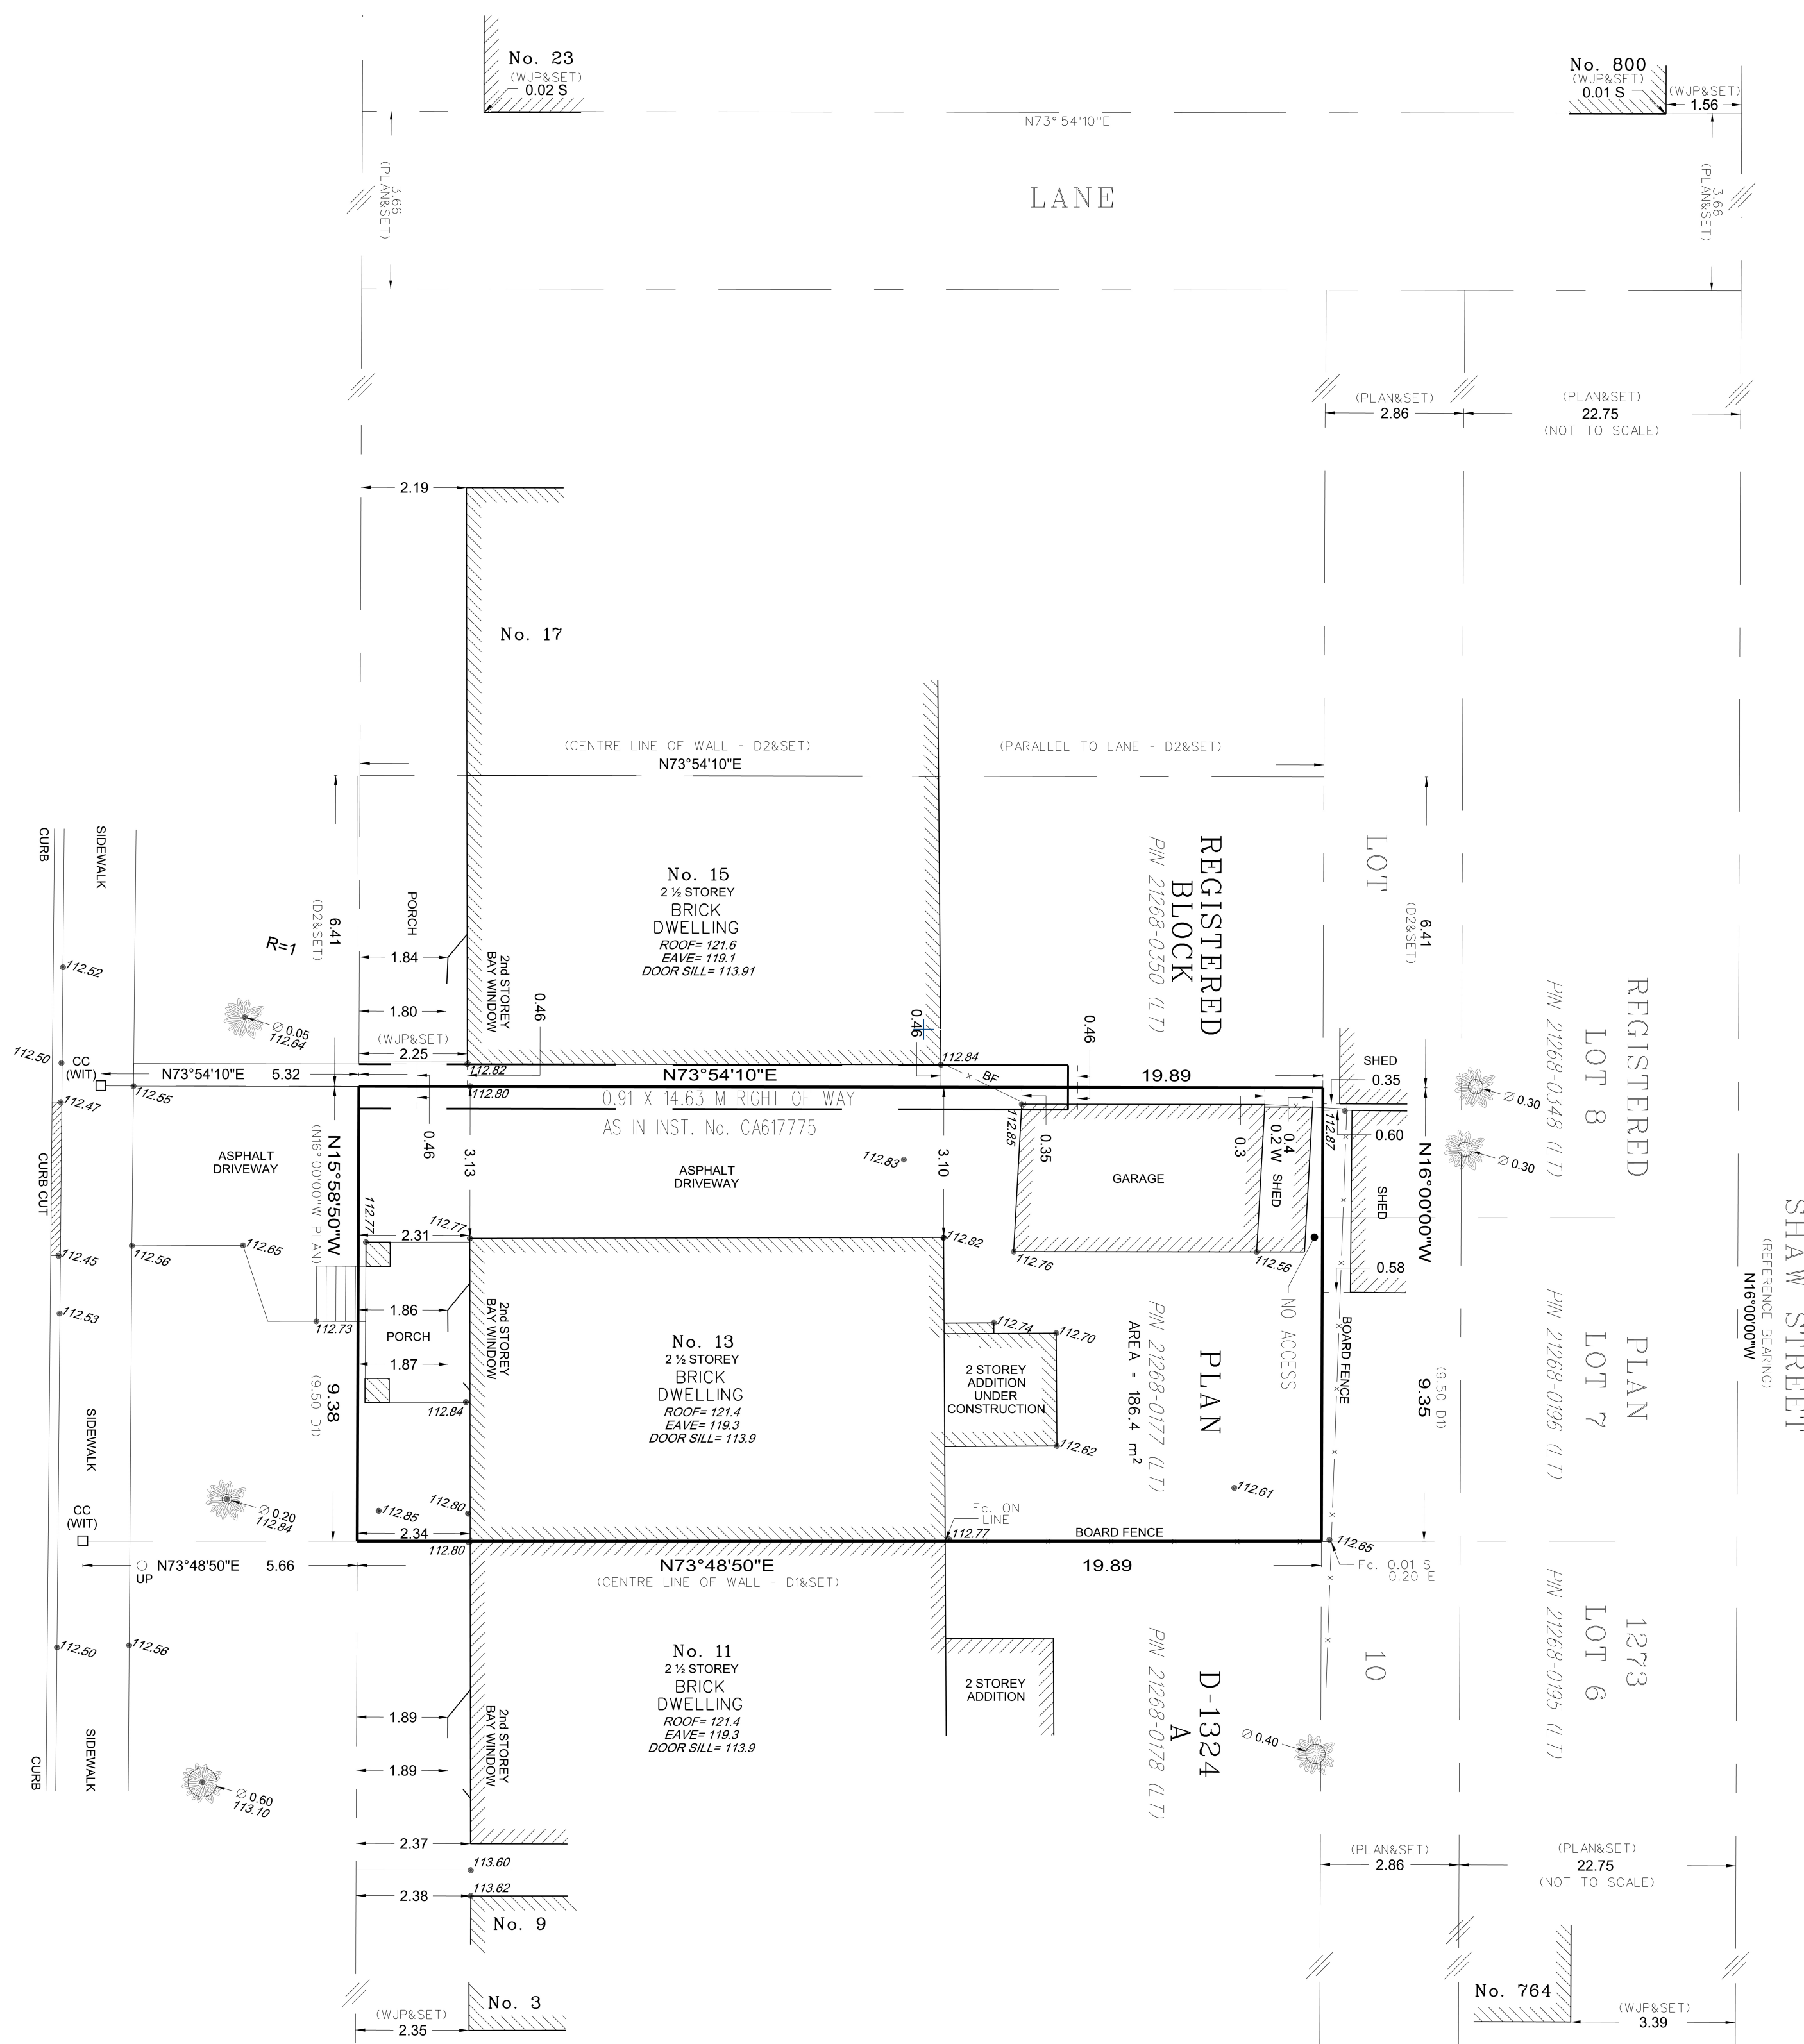 No. 23
(WJP&SET)
0.02 S
No. 800
(WJP&SET)
0.01 S
(WJP&SET)
1.56
N73° 54'10"E
3.66
(PLAN&SET)
LANE
3.66
(PLAN&SET)
(PLAN&SET)
2.86
(PLAN&SET)
22.75
(NOT TO SCALE)
2.19
No. 17
(CENTRE LINE OF WALL - D2&SET)
(PARALLEL TO LANE - D2&SET)
N73°54'10"E
CURB
SIDEWALK
6.41
(D2&SET)
R=1
PORCH
1.84
1.80
2nd STOREY
BAY WINDOW
(WJP&SET)
2.25
No. 15
2 ½ STOREY
BRICK
DWELLING
ROOF= 121.6
EAVE= 119.1
DOOR SILL= 113.91
REGISTERED
BLOCK
PIN 21268-0350 (LT)
LOT
6.41
(D2&SET)
REGISTERED
LOT 8
PIN 21268-0348 (LT)
112.52
Ø 0.05
112.64
112.50
CC
(WIT)
N73°54'10"E 5.32
112.55
112.47
0.46
0.46
0.46
112.82
112.80
N73°54'10"E
112.84
BF
19.89
SHED
0.35
Ø 0.30
0.91 X 14.63 M RIGHT OF WAY
AS IN INST. No. CA617775
0.46
3.13
3.10
112.85
0.35
0.3
0.4
0.2 W
SHED
112.87
0.60
Ø 0.30
CURB CUT
ASPHALT
DRIVEWAY
N15°58'50"W
(N16° 00'00"W PLAN)
ASPHALT
DRIVEWAY
112.83
GARAGE
SHED
N16°00'00"W
112.77
2.31
112.77
112.82
112.76
112.56
0.58
112.45
112.56
112.65
112.53
112.73
1.86
PORCH
1.87
2nd STOREY
BAY WINDOW
No. 13
2 ½ STOREY
BRICK
DWELLING
ROOF= 121.4
EAVE= 119.3
DOOR SILL= 113.9
112.74
112.70
2 STOREY
ADDITION
UNDER
CONSTRUCTION
112.62
AREA = 186.4 m²
PIN 21268-0177 (LT)
PLAN
NO ACCESS
BOARD FENCE
9.35
(9.50 D1)
PLAN
LOT 7
PIN 21268-0196 (LT)
SHAW STREET
(REFERENCE BEARING)
N16°00'00"W
9.38
(9.50 D1)
112.84
SIDEWALK
CC
(WIT)
Ø 0.20
112.84
112.85
112.80
2.34
112.80
Fc. ON
LINE
112.77
BOARD FENCE
112.61
112.65
UP
N73°48'50"E 5.66
N73°48'50"E
(CENTRE LINE OF WALL - D1&SET)
19.89
Fc. 0.01 S
0.20 E
112.50
112.56
No. 11
2 ½ STOREY
BRICK
DWELLING
ROOF= 121.4
EAVE= 119.3
DOOR SILL= 113.9
2 STOREY
ADDITION
D-1324
A
PIN 21268-0178 (LT)
10
1273
LOT 6
PIN 21268-0195 (LT)
1.89
1.89
2nd STOREY
BAY WINDOW
Ø 0.40
CURB
SIDEWALK
Ø 0.60
113.10
2.37
113.60
113.62
2.38
No. 9
(PLAN&SET)
2.86
(PLAN&SET)
22.75
(NOT TO SCALE)
No. 3
(WJP&SET)
2.35
No. 764
(WJP&SET)
3.39